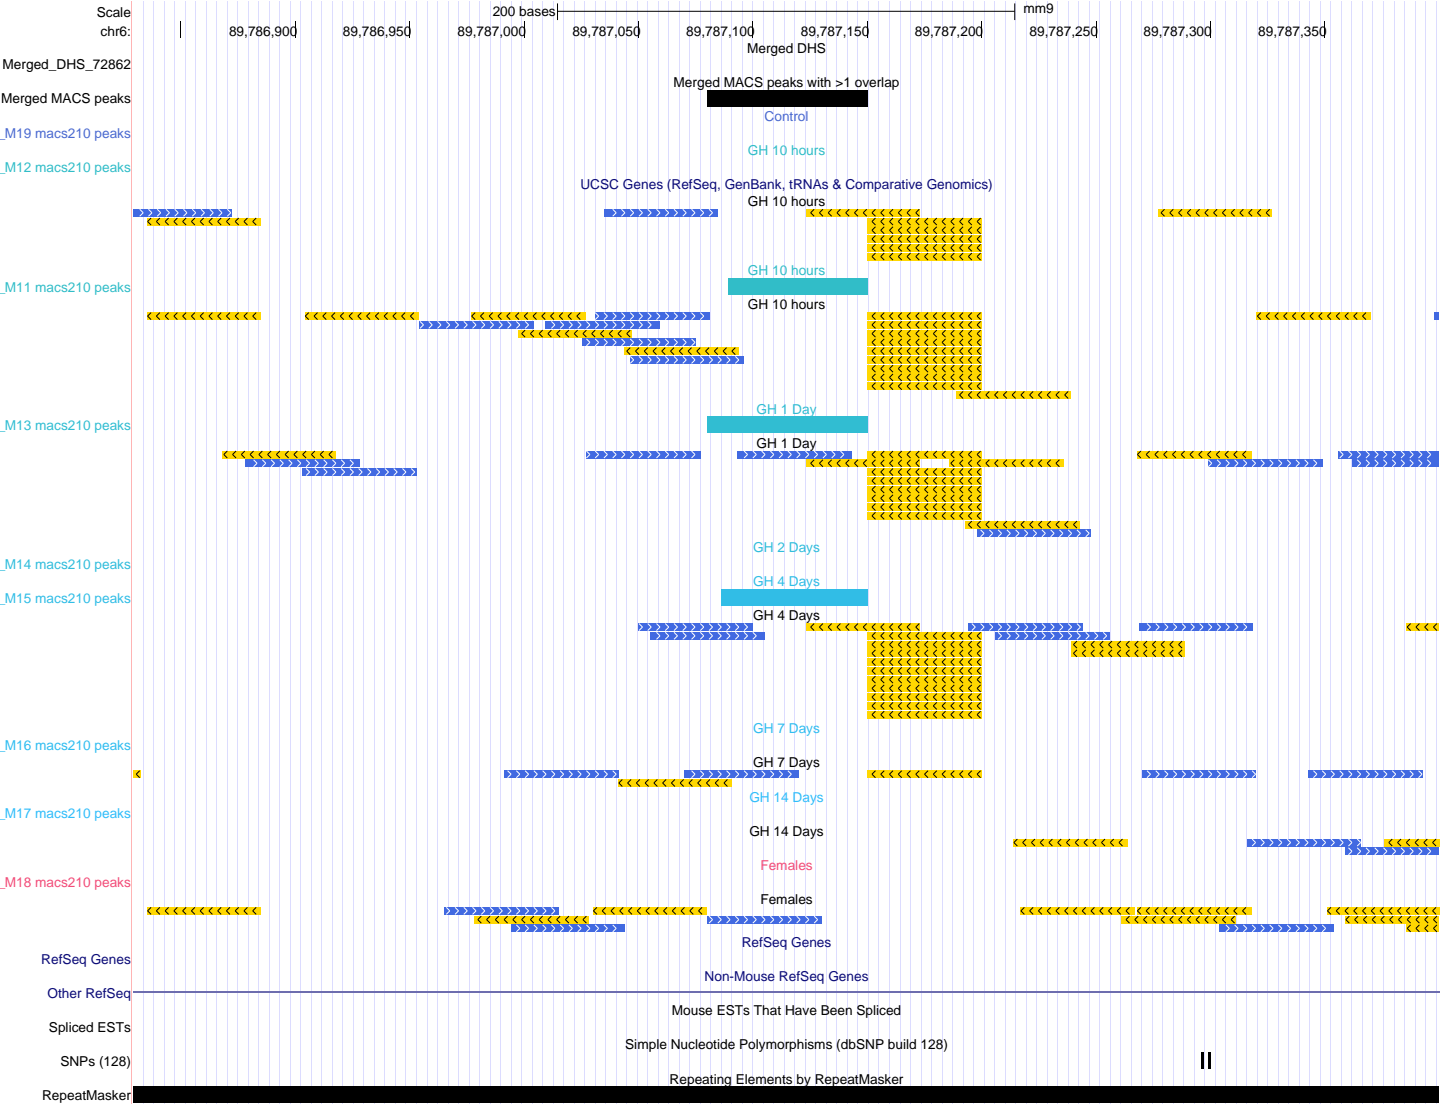 Scale 200 bases mm9
chr6: 89,786,900 89,786,950 89,787,000 89,787,050 89,787,100 89,787,150 89,787,200 89,787,250 89,787,300 89,787,350
Merged DHS
Merged_DHS_72862
Merged MACS peaks with >1 overlap
Merged MACS peaks
Control
_M19 macs210 peaks
GH 10 hours
_M12 macs210 peaks
UCSC Genes (RefSeq, GenBank, tRNAs & Comparative Genomics)
GH 10 hours
GH 10 hours
_M11 macs210 peaks
GH 10 hours
GH 1 Day
_M13 macs210 peaks
GH 1 Day
GH 2 Days
_M14 macs210 peaks
GH 4 Days
_M15 macs210 peaks
GH 4 Days
GH 7 Days
_M16 macs210 peaks
GH 7 Days
GH 14 Days
_M17 macs210 peaks
GH 14 Days
Females
_M18 macs210 peaks
Females
RefSeq Genes
RefSeq Genes
Non-Mouse RefSeq Genes
Other RefSeq
Mouse ESTs That Have Been Spliced
Spliced ESTs
Simple Nucleotide Polymorphisms (dbSNP build 128)
SNPs (128)
Repeating Elements by RepeatMasker
RepeatMasker